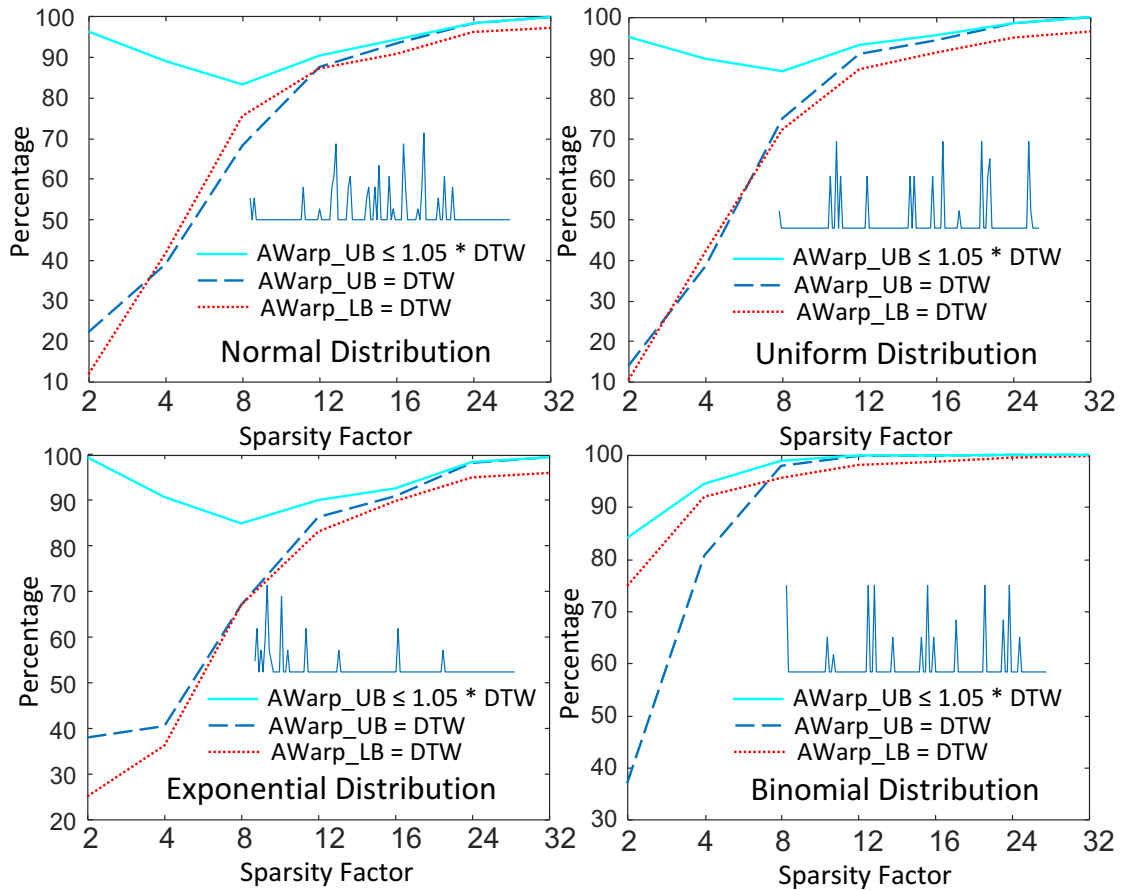 100
90
80
70
60
50
40
30
20
10
Percentage
AWarp_UB ≤ 1.05 * DTW
AWarp_UB = DTW
AWarp_LB = DTW
Normal Distribution
2 4 8 12 16 24 32
Sparsity Factor
100
90
80
70
60
50
40
30
20
10
Percentage
AWarp_UB ≤ 1.05 * DTW
AWarp_UB = DTW
AWarp_LB = DTW
Uniform Distribution
2 4 8 12 16 24 32
Sparsity Factor
100
90
80
70
60
50
40
30
20
Percentage
AWarp_UB ≤ 1.05 * DTW
AWarp_UB = DTW
AWarp_LB = DTW
Exponential Distribution
2 4 8 12 16 24 32
Sparsity Factor
100
90
80
70
60
50
40
30
Percentage
AWarp_UB ≤ 1.05 * DTW
AWarp_UB = DTW
AWarp_LB = DTW
Binomial Distribution
2 4 8 12 16 24 32
Sparsity Factor